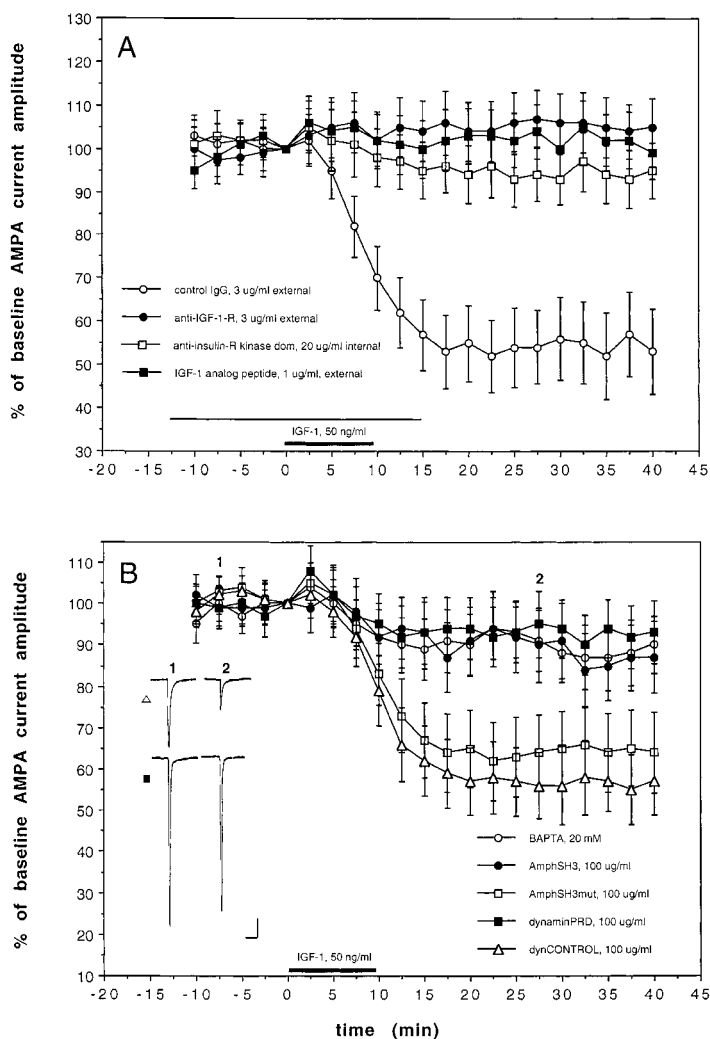 A
% of baseline AMPA current amplitude
130
120
110
100
90
80
70
60
50
40
30
control IgG, 3 ug/ml external
anti-IGF-1-R, 3 ug/ml external
anti-insulin-R kinase dom, 20 ug/ml internal
IGF-1 analog peptide, 1 ug/ml, external
IGF-1, 50 ng/ml
-20 -15 -10 -5 0 5 10 15 20 25 30 35 40 45
B
% of baseline AMPA current amplitude
110
100
90
80
70
60
50
40
30
20
10
1
2
1 2
BAPTA, 20 mM
AmphSH3, 100 ug/ml
AmphSH3mut, 100 ug/ml
dynaminPRD, 100 ug/ml
dynCONTROL, 100 ug/ml
IGF-1, 50 ng/ml
-20 -15 -10 -5 0 5 10 15 20 25 30 35 40 45
time (min)